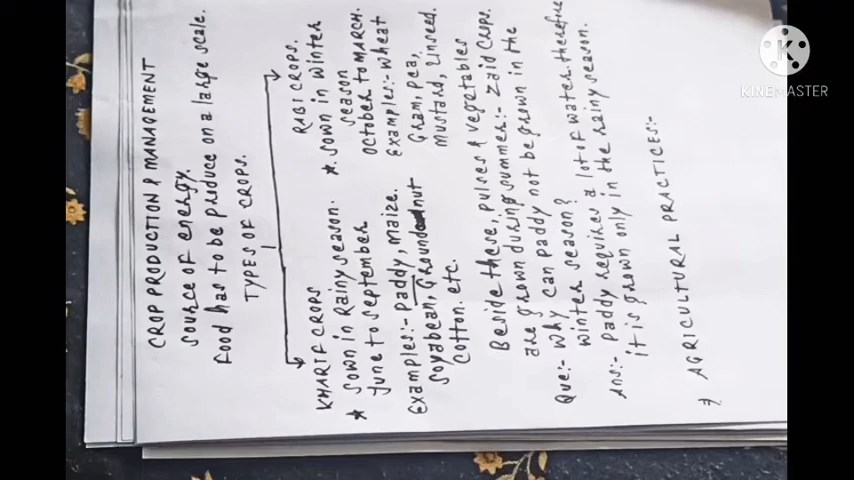 CROP PRODUCTION & MANAGEMENT
source of energy.
Food has to be produce on a large scale.
TYPES OF CROPS.
KHARIF CROPS
* Sown in Rainy season.
June to September
Examples:- Paddy, maize.
Soyabean, Groundnut
Cotton. etc.
RABI CROPS.
*. Sown in winter
season
October to MARCH.
Examples:- wheat
Gram, Pea,
mustard, Linseed.
Beside these, pulses & vegetables
are grown during summer:- Zaid crops.
Que:- Why can paddy not be grown in the
winter season?
Ans:- Paddy requires a lot of water. therefore
it is grown only in the rainy season.
AGRICULTURAL PRACTICES:-
KINEMASTER